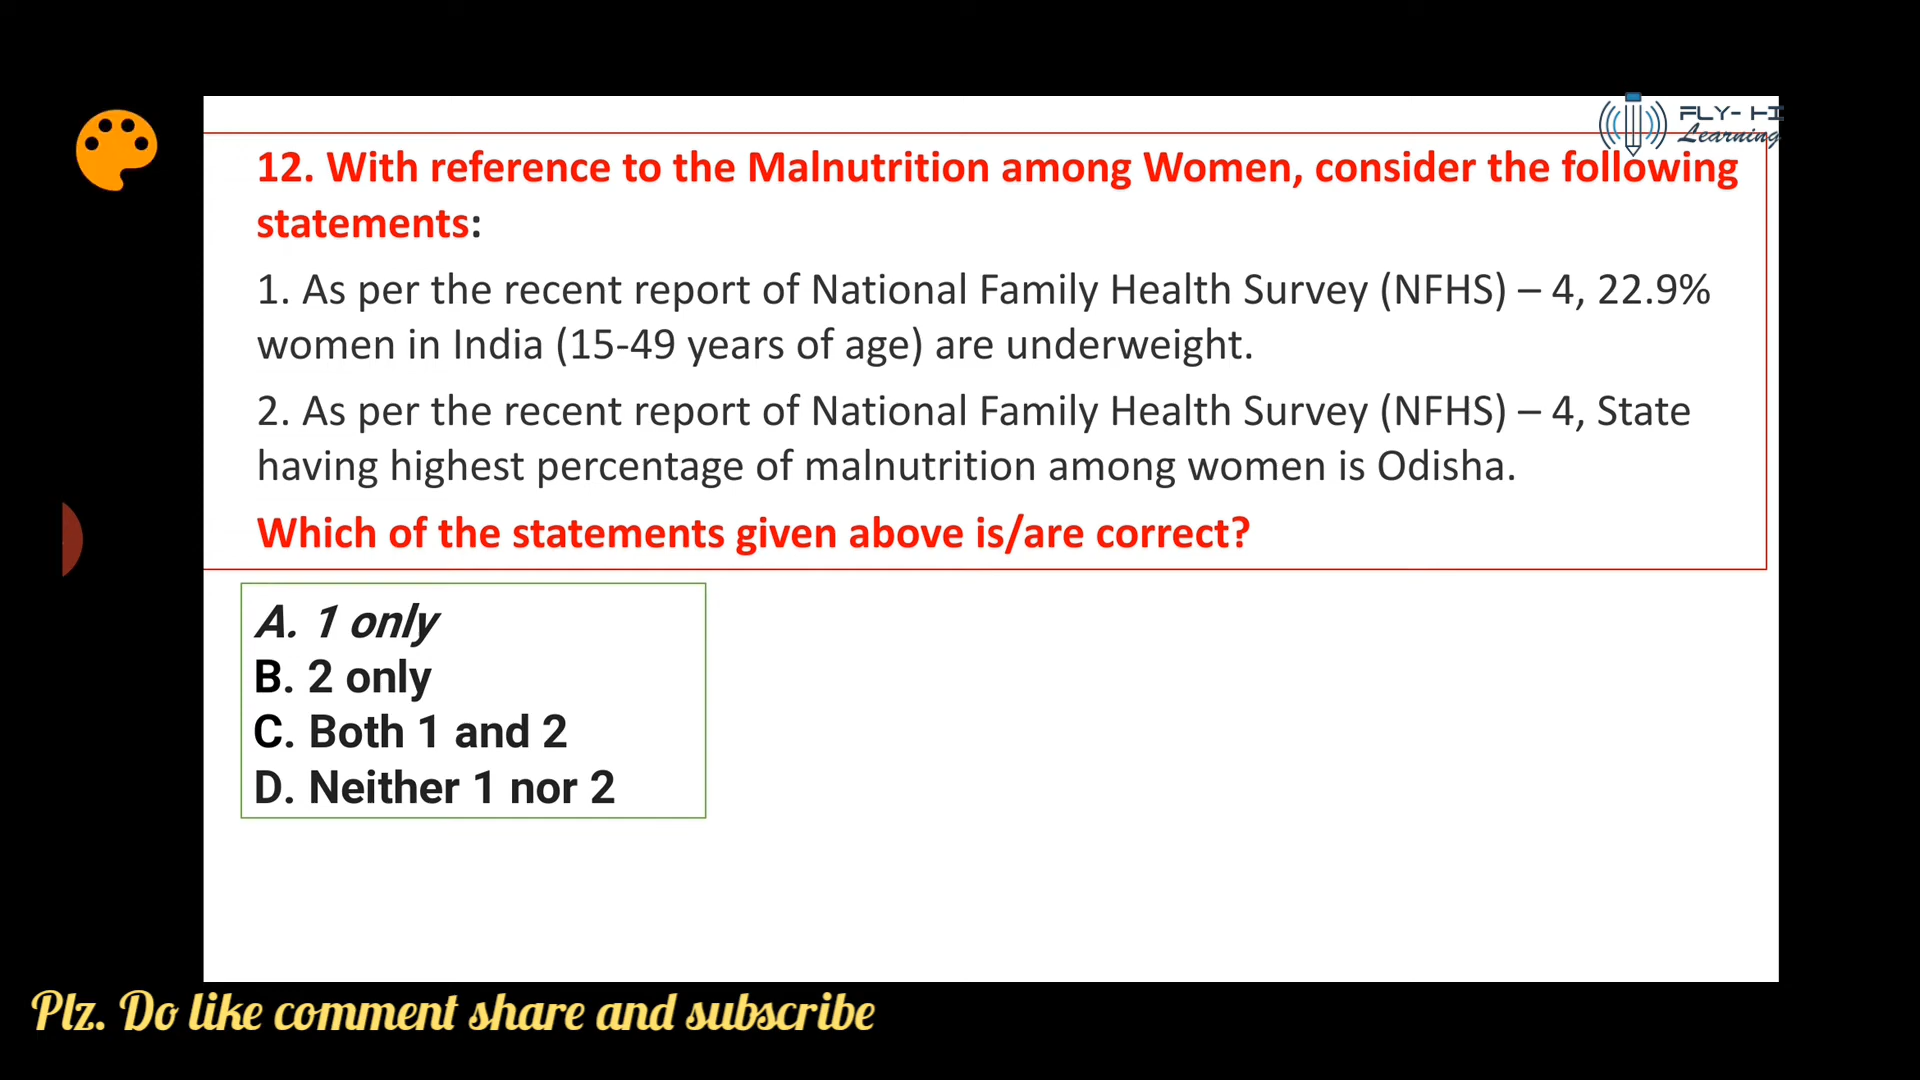 FLY-HI
Learning
12. With reference to the Malnutrition among Women, consider the following
statements:
1. As per the recent report of National Family Health Survey (NFHS) – 4, 22.9%
women in India (15-49 years of age) are underweight.
2. As per the recent report of National Family Health Survey (NFHS) – 4, State
having highest percentage of malnutrition among women is Odisha.
Which of the statements given above is/are correct?
A. 1 only
B. 2 only
C. Both 1 and 2
D. Neither 1 nor 2
Plz. Do like comment share and subscribe